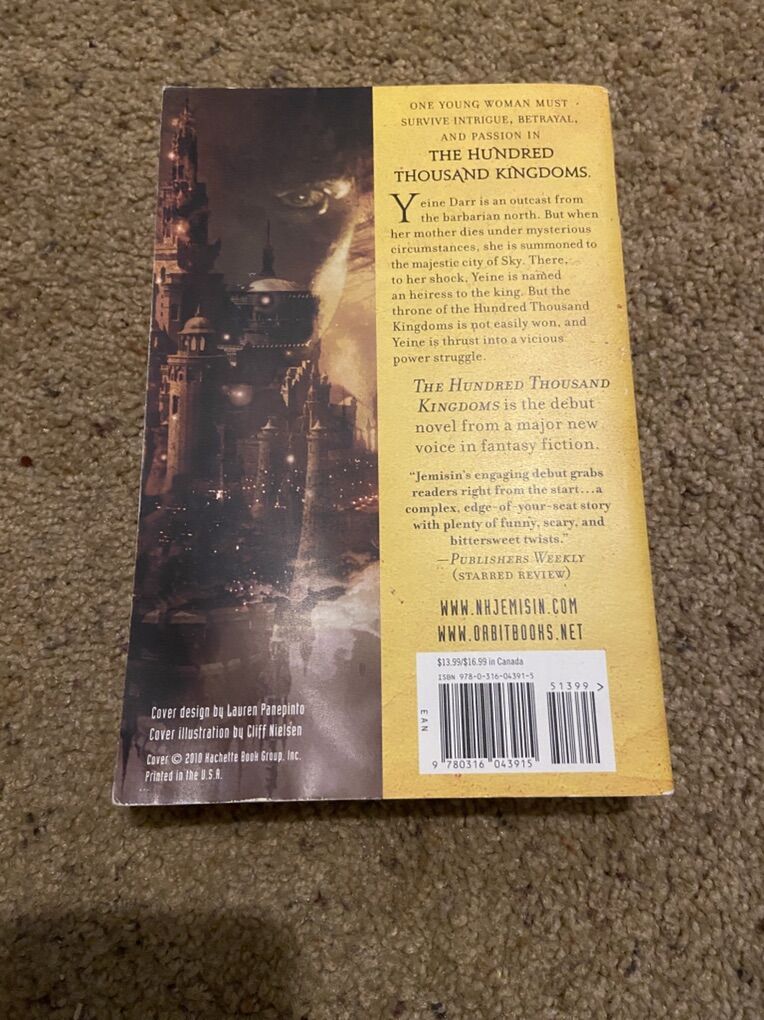 ONE YOUNG WOMAN MUST
SURVIVE INTRIGUE, BETRAYAL,
AND PASSION IN
THE HUNDRED
THOUSAND KINGDOMS.
Yeine Darr is an outcast from
the barbarian north. But when
her mother dies under mysterious
circumstances, she is summoned to
the majestic city of Sky. There,
to her shock, Yeine is named
an heiress to the king. But the
throne of the Hundred Thousand
Kingdoms is not easily won, and
Yeine is thrust into a vicious
power struggle.
THE HUNDRED THOUSAND
KINGDOMS is the debut
novel from a major new
voice in fantasy fiction.
“Jemisin's engaging debut grabs
readers right from the start...a
complex, edge-of-your-seat story
with plenty of funny, scary, and
bittersweet twists.”
—PUBLISHERS WEEKLY
(STARRED REVIEW)
WWW.NHJEMISIN.COM
WWW.ORBITBOOKS.NET
$13.99/$16.99 in Canada
ISBN 978-0-316-04391-5
51399 >
EAN
9 780316 043915
Cover design by Lauren Panepinto
Cover illustration by Cliff Nielsen
Cover © 2010 Hachette Book Group, Inc.
Printed in the U.S.A.